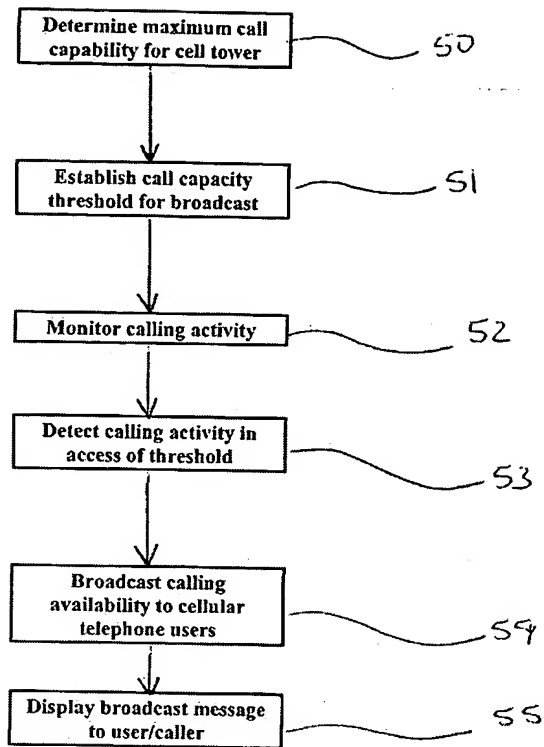 Determine maximum call
capability for cell tower
50
Establish call capacity
threshold for broadcast
51
Monitor calling activity
52
Detect calling activity in
access of threshold
53
Broadcast calling
availability to cellular
telephone users
54
Display broadcast message
to user/caller
55